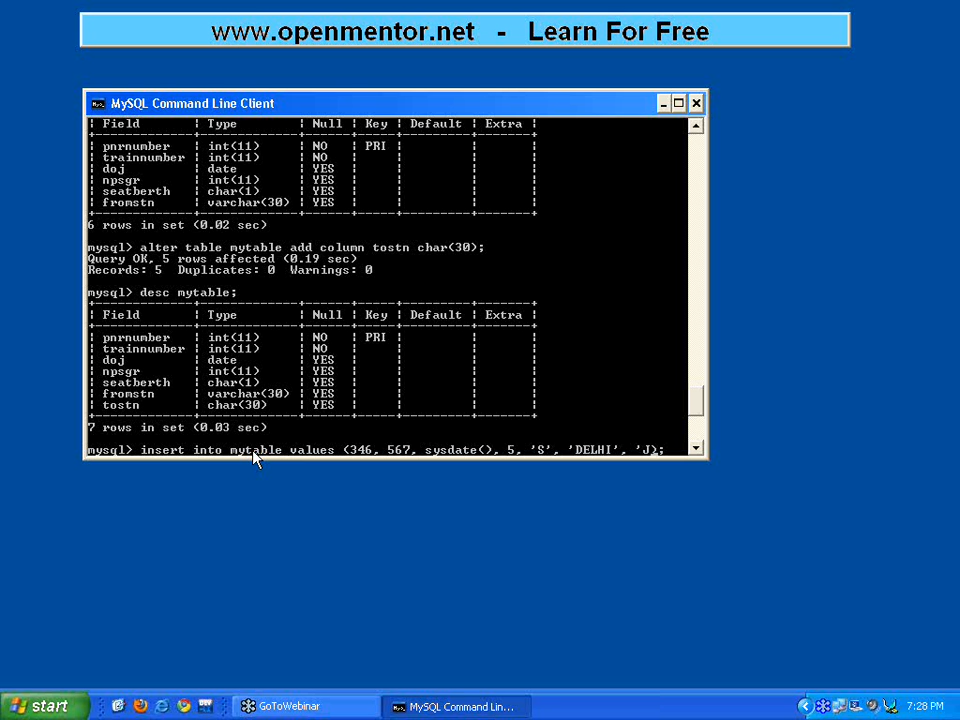 www.openmentor.net - Learn For Free
MySQL Command Line Client
| Field | Type | Null | Key | Default | Extra |
+-------------+-------------+------+-----+---------+-------+
| pnrnumber | int(11) | NO | PRI | | |
| trainnumber | int(11) | NO | | | |
| doj | date | YES | | | |
| npsgr | int(11) | YES | | | |
| seatberth | char(1) | YES | | | |
| fromstn | varchar(30) | YES | | | |
+-------------+-------------+------+-----+---------+-------+
6 rows in set (0.02 sec)
mysql> alter table mytable add column tostn char(30);
Query OK, 5 rows affected (0.19 sec)
Records: 5 Duplicates: 0 Warnings: 0
mysql> desc mytable;
+-------------+-------------+------+-----+---------+-------+
| Field | Type | Null | Key | Default | Extra |
+-------------+-------------+------+-----+---------+-------+
| pnrnumber | int(11) | NO | PRI | | |
| trainnumber | int(11) | NO | | | |
| doj | date | YES | | | |
| npsgr | int(11) | YES | | | |
| seatberth | char(1) | YES | | | |
| fromstn | varchar(30) | YES | | | |
| tostn | char(30) | YES | | | |
+-------------+-------------+------+-----+---------+-------+
7 rows in set (0.03 sec)
mysql> insert into mytable values (346, 567, sysdate(), 5, 'S', 'DELHI', 'J);
start GoToWebinar MySQL Command Lin... 7:28 PM